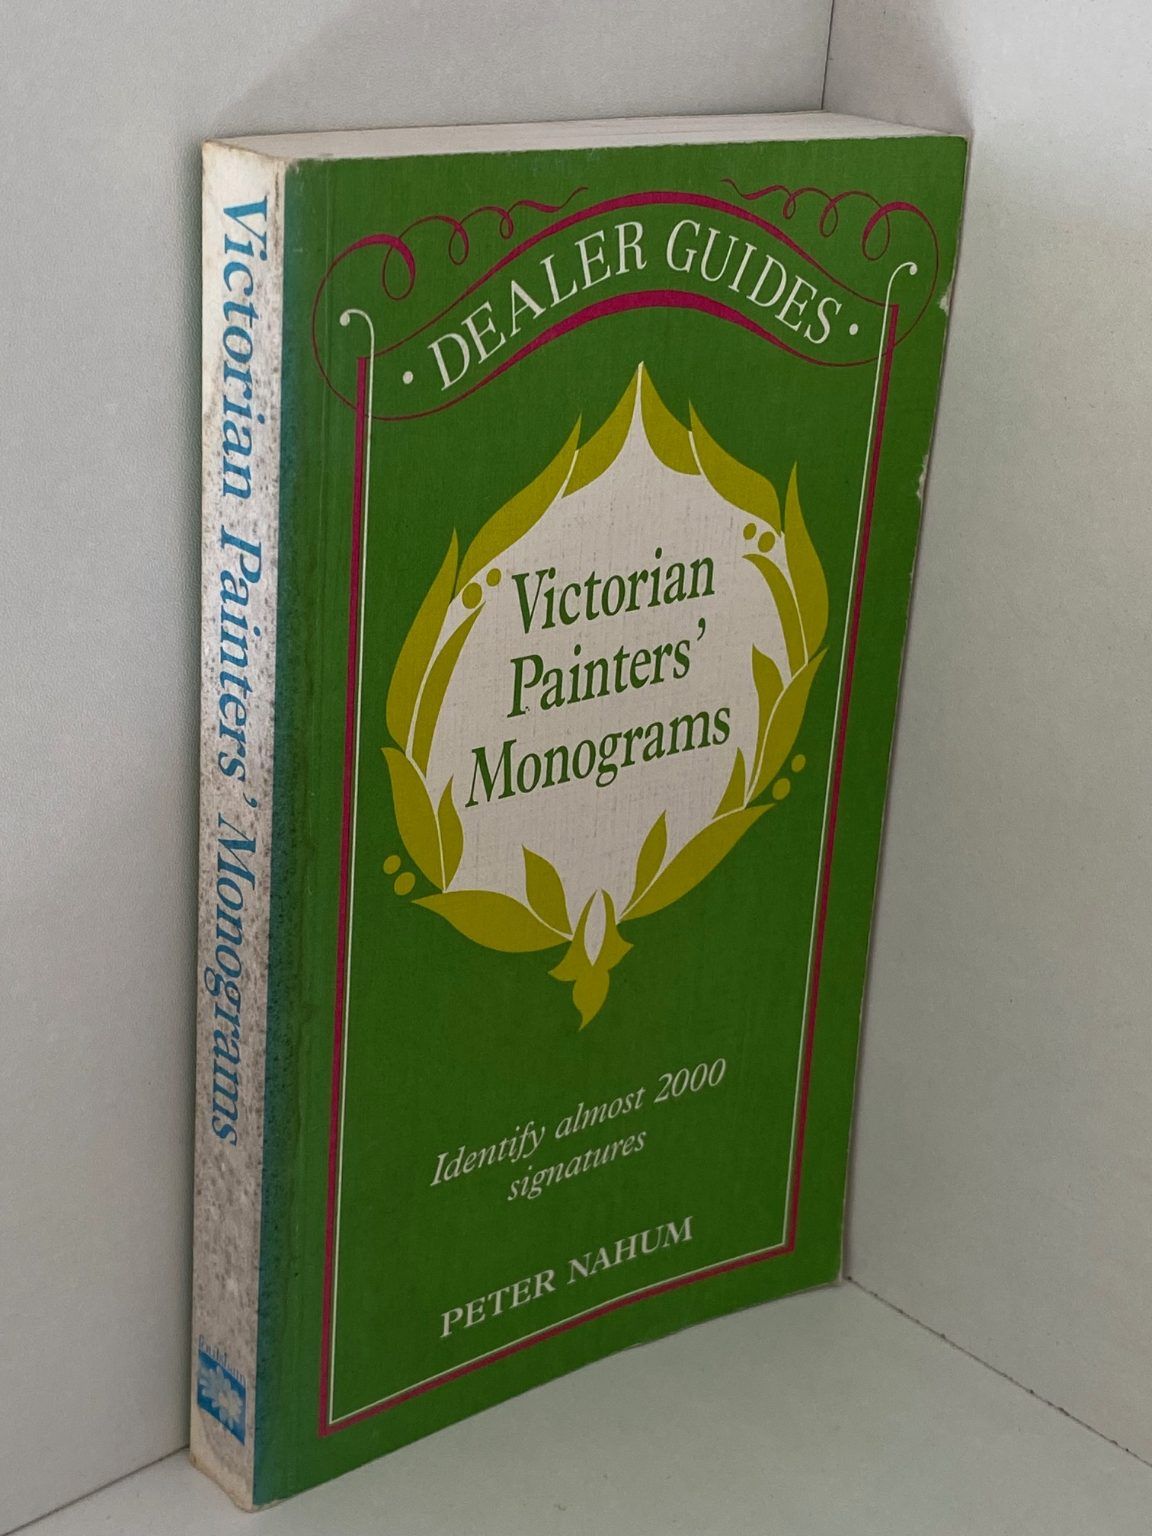 Victorian Painters' Monograms
• DEALER GUIDES •
Victorian
Painters'
Monograms
Identify almost 2000
signatures
PETER NAHUM